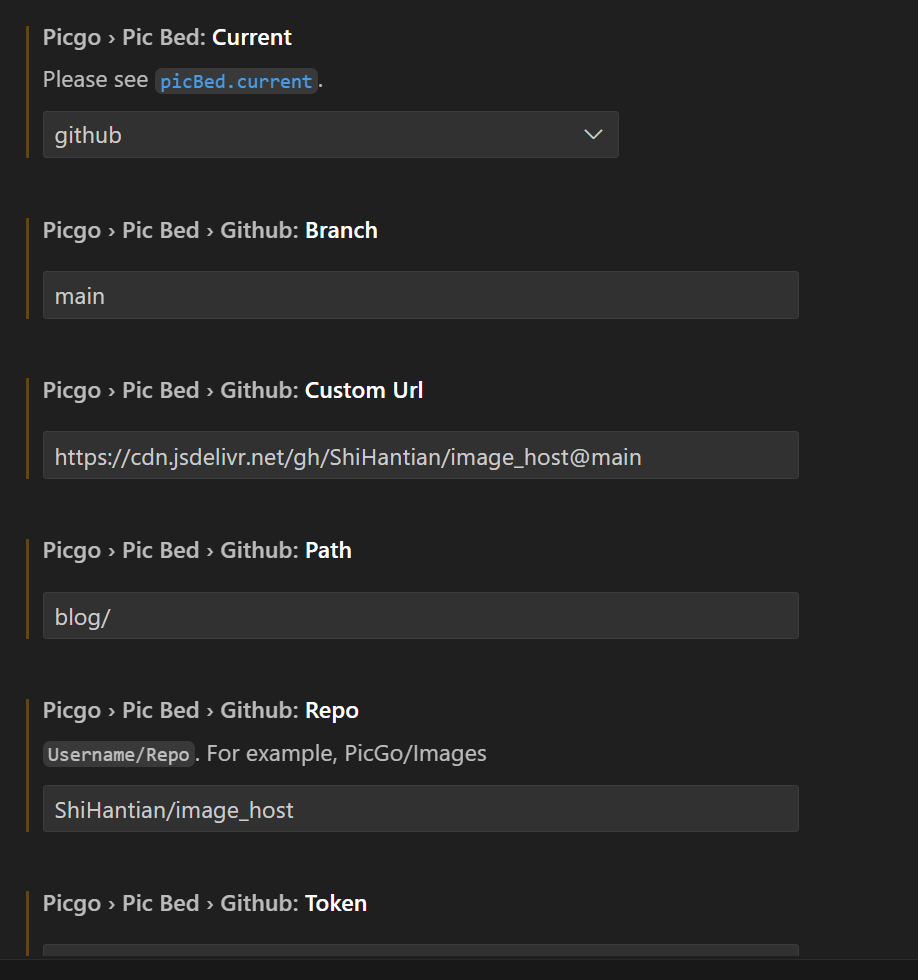 Picgo › Pic Bed: Current
Please see picBed.current.
github
Picgo › Pic Bed › Github: Branch
main
Picgo › Pic Bed › Github: Custom Url
https://cdn.jsdelivr.net/gh/ShiHantian/image_host@main
Picgo › Pic Bed › Github: Path
blog/
Picgo › Pic Bed › Github: Repo
Username/Repo. For example, PicGo/Images
ShiHantian/image_host
Picgo › Pic Bed › Github: Token